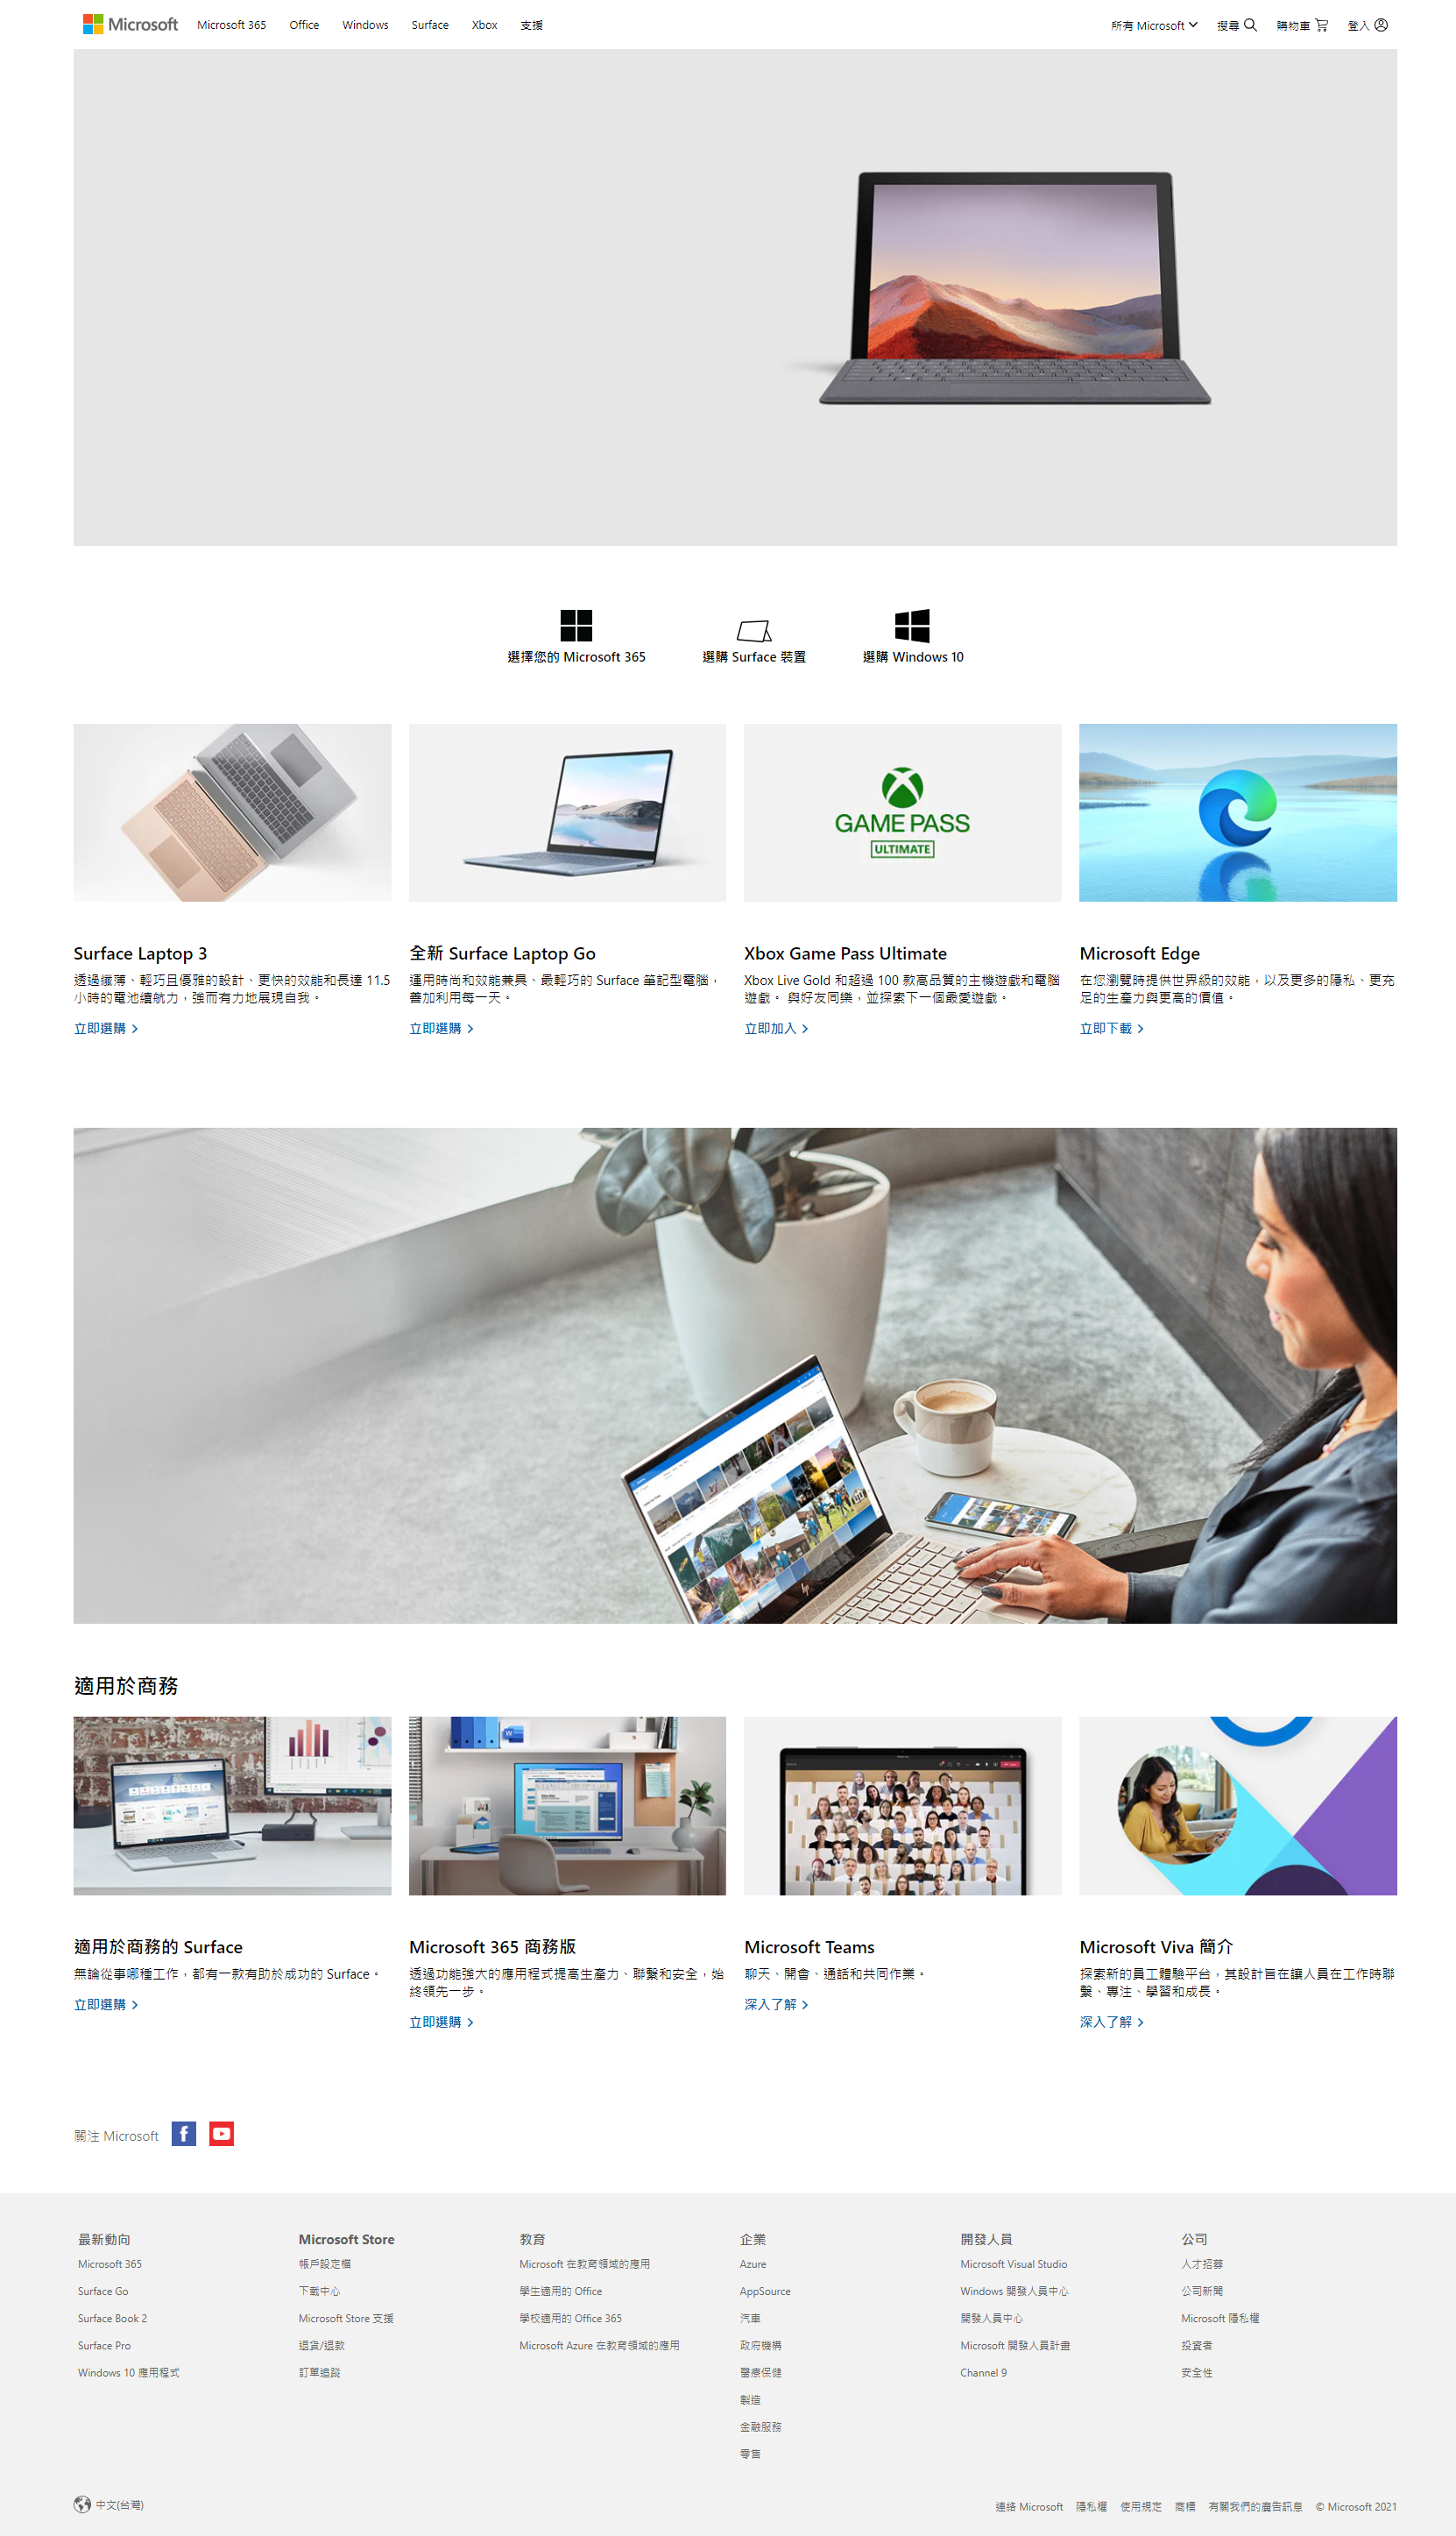 Microsoft Microsoft 365 Office Windows Surface Xbox 支援 所有 Microsoft 搜尋 購物車 登入
選擇您的 Microsoft 365
選購 Surface 裝置
選購 Windows 10
GAME PASS
ULTIMATE
Surface Laptop 3
透過纖薄、輕巧且優雅的設計、更快的效能和長達 11.5
小時的電池續航力，強而有力地展現自我。
立即選購
全新 Surface Laptop Go
運用時尚和效能兼具、最輕巧的 Surface 筆記型電腦，
善加利用每一天。
立即選購
Xbox Game Pass Ultimate
Xbox Live Gold 和超過 100 款高品質的主機遊戲和電腦
遊戲。 與好友同樂，並探索下一個最愛遊戲。
立即加入
Microsoft Edge
在您瀏覽時提供世界級的效能，以及更多的隱私、更充
足的生產力與更高的價值。
立即下載
hp
適用於商務
適用於商務的 Surface
無論從事哪種工作，都有一款有助於成功的 Surface。
立即選購
Microsoft 365 商務版
透過功能強大的應用程式提高生產力、聯繫和安全，始
終領先一步。
立即選購
Microsoft Teams
聊天、開會、通話和共同作業。
深入了解
Microsoft Viva 簡介
探索新的員工體驗平台，其設計旨在讓人員在工作時聯
繫、專注、學習和成長。
深入了解
關注 Microsoft
最新動向
Microsoft 365
Surface Go
Surface Book 2
Surface Pro
Windows 10 應用程式
Microsoft Store
帳戶設定檔
下載中心
Microsoft Store 支援
退貨/退款
訂單追蹤
教育
Microsoft 在教育領域的應用
學生適用的 Office
學校適用的 Office 365
Microsoft Azure 在教育領域的應用
企業
Azure
AppSource
汽車
政府機構
醫療保健
製造
金融服務
零售
開發人員
Microsoft Visual Studio
Windows 開發人員中心
開發人員中心
Microsoft 開發人員計畫
Channel 9
公司
人才招募
公司新聞
Microsoft 隱私權
投資者
安全性
中文(台灣)
連絡 Microsoft 隱私權 使用規定 商標 有關我們的廣告訊息 © Microsoft 2021